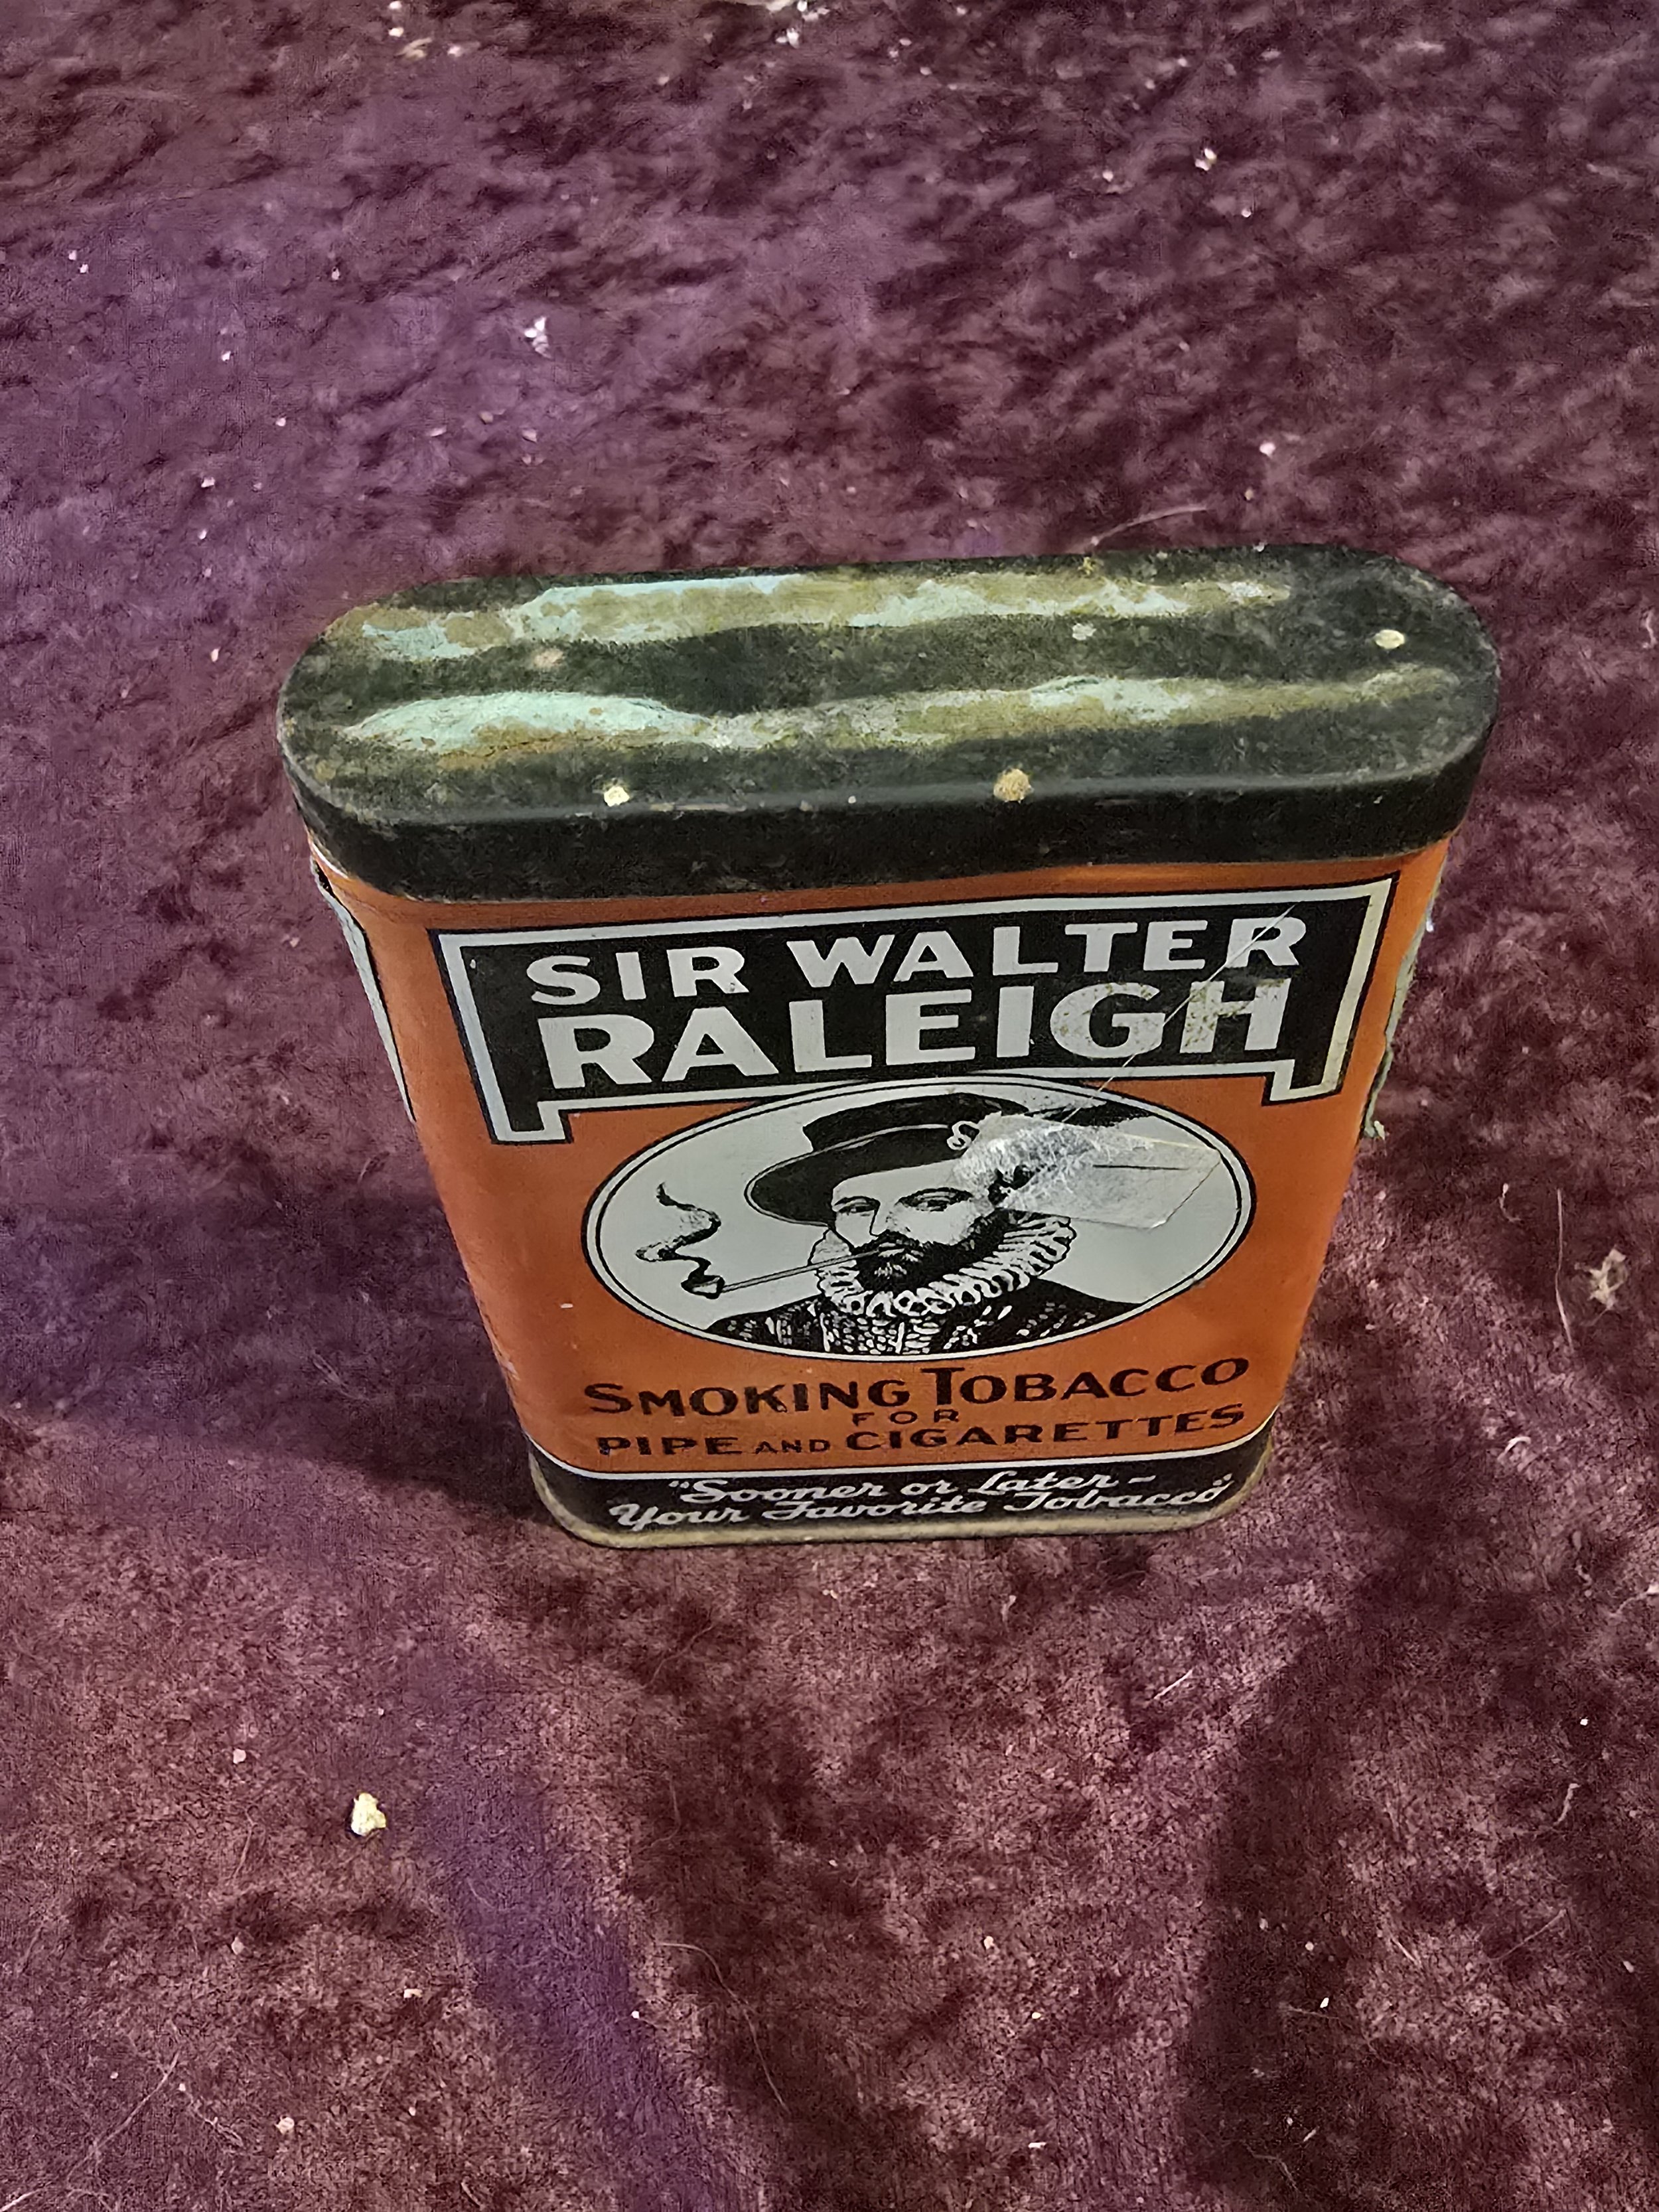 SIR WALTER
RALEIGH
SMOKING TOBACCO
FOR
PIPE AND CIGARETTES
"Sooner or Later –
Your Favorite Tobacco"